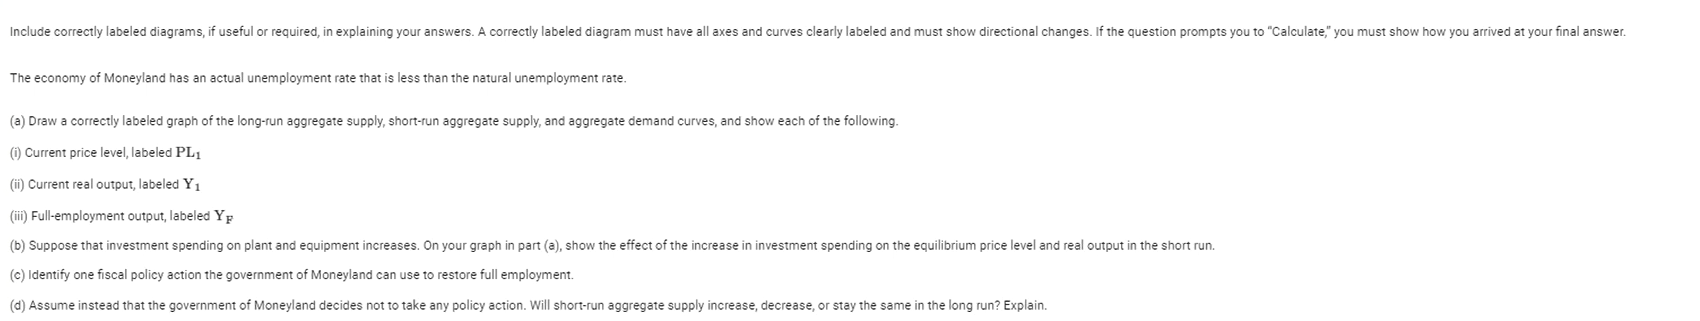 Include correctly labeled diagrams, if useful or required, in explaining your answers. A correctly labeled diagram must have all axes and curves clearly labeled and must show directional changes. If the question prompts you to "Calculate," you must show how you arrived at your final answer.
The economy of Moneyland has an actual unemployment rate that is less than the natural unemployment rate.
(a) Draw a correctly labeled graph of the long-run aggregate supply, short-run aggregate supply, and aggregate demand curves, and show each of the following.
(i) Current price level, labeled PL₁
(ii) Current real output, labeled Y₁
(iii) Full-employment output, labeled Y_F
(b) Suppose that investment spending on plant and equipment increases. On your graph in part (a), show the effect of the increase in investment spending on the equilibrium price level and real output in the short run.
(c) Identify one fiscal policy action the government of Moneyland can use to restore full employment.
(d) Assume instead that the government of Moneyland decides not to take any policy action. Will short-run aggregate supply increase, decrease, or stay the same in the long run? Explain.